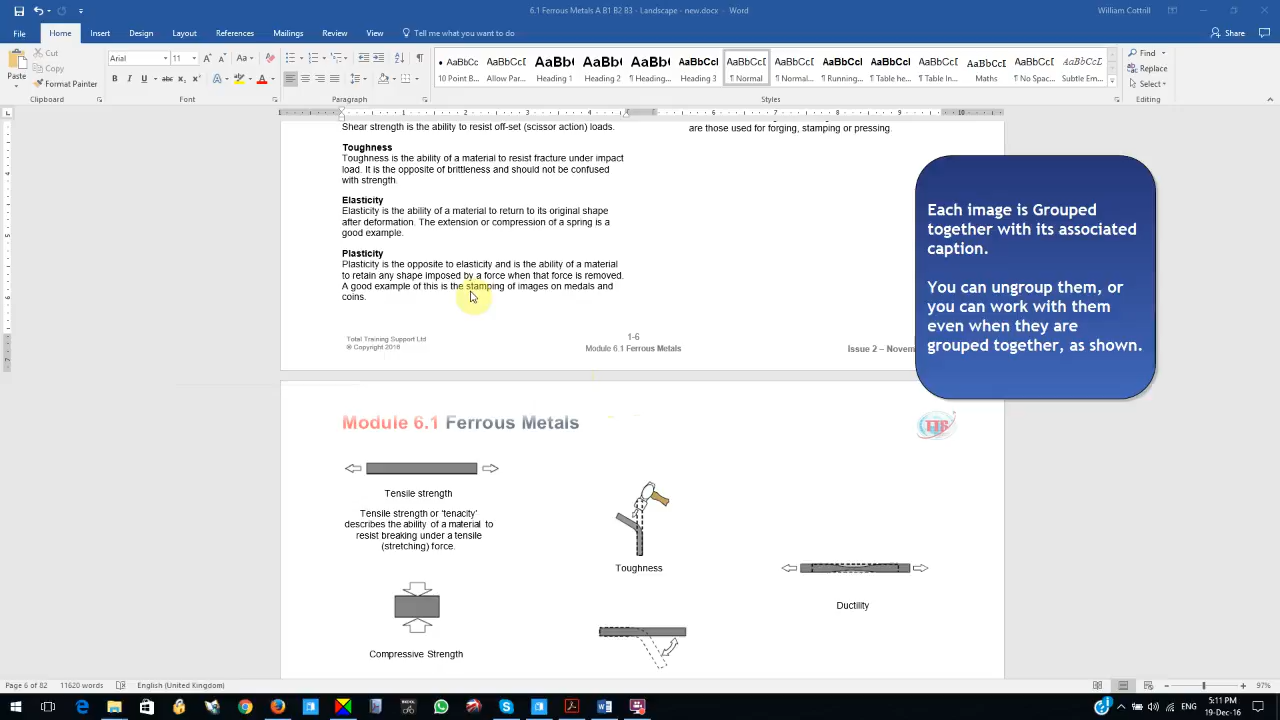 6.1 Ferrous Metals A B1 B2 B3 - Landscape - new.docx - Word
William Cottrill
File Home Insert Design Layout References Mailings Review View Tell me what you want to do
Share
Paste
Cut
Copy
Format Painter
Arial 11
Clipboard Font Paragraph Styles Editing
10 Point B... Allow Par... Heading 1 Heading 2 ¶ Heading... Heading 3 ¶ Normal ¶ Normal... ¶ Running... ¶ Table he... ¶ Table In... Maths ¶ No Spac... Subtle Em...
Find
Replace
Select
Shear strength is the ability to resist off-set (scissor action) loads.
Toughness
Toughness is the ability of a material to resist fracture under impact
load. It is the opposite of brittleness and should not be confused
with strength.
Elasticity
Elasticity is the ability of a material to return to its original shape
after deformation. The extension or compression of a spring is a
good example.
Plasticity
Plasticity is the opposite to elasticity and is the ability of a material
to retain any shape imposed by a force when that force is removed.
A good example of this is the stamping of images on medals and
coins.
are those used for forging, stamping or pressing.
Total Training Support Ltd
© Copyright 2016
1-6
Module 6.1 Ferrous Metals
Issue 2 – Novem
Each image is Grouped
together with its associated
caption.
You can ungroup them, or
you can work with them
even when they are
grouped together, as shown.
Module 6.1 Ferrous Metals
TTS
Tensile strength
Tensile strength or 'tenacity'
describes the ability of a material to
resist breaking under a tensile
(stretching) force.
Compressive Strength
Toughness
Ductility
Page 6 of 82 11620 words English (United Kingdom)
97%
ENG
5:11 PM
19-Dec-16